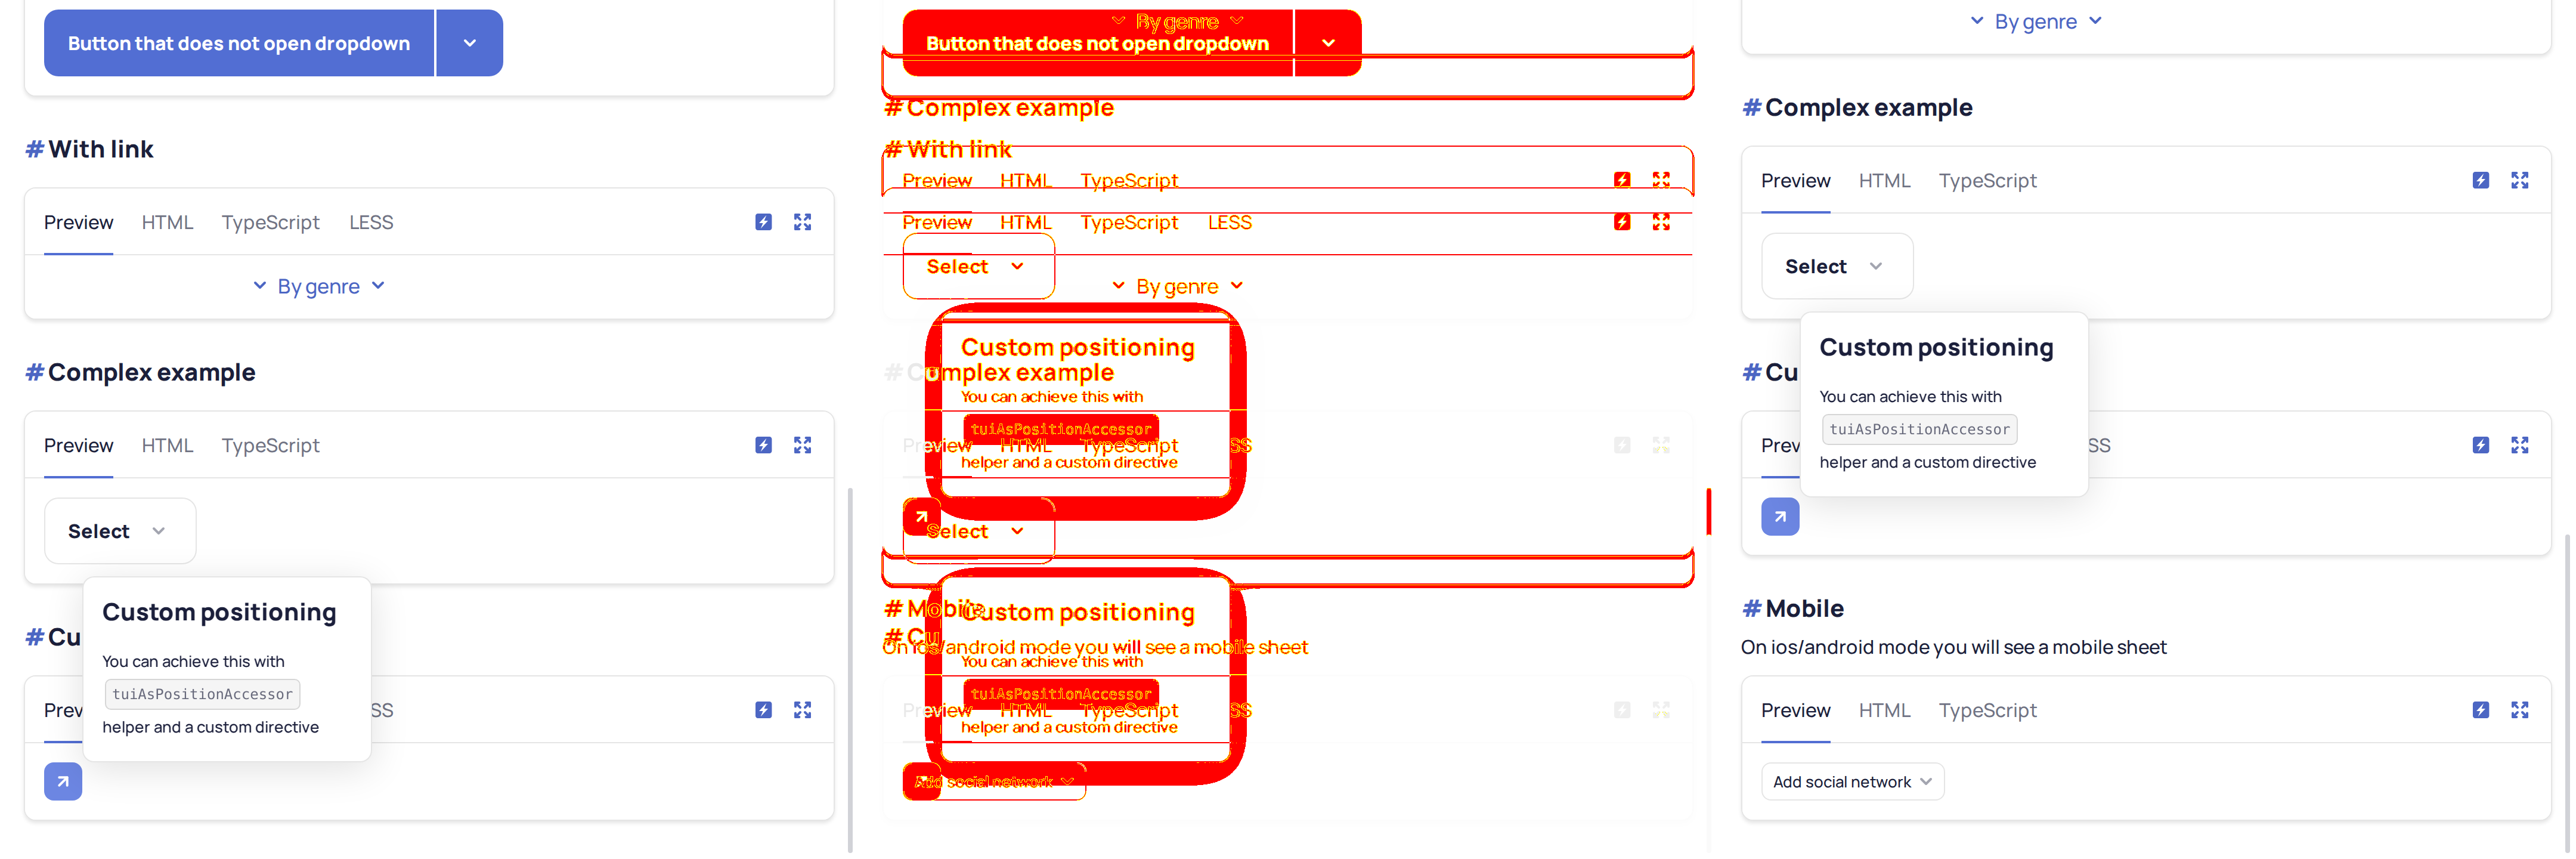 Button that does not open dropdown
# With link
Preview HTML TypeScript LESS
By genre
# Complex example
Preview HTML TypeScript
Select
# Cu
Custom positioning
You can achieve this with
tuiAsPositionAccessor
helper and a custom directive
Prev SS
By genre
Button that does not open dropdown
# Complex example
# With link
Preview HTML TypeScript
Preview HTML TypeScript LESS
Select
By genre
Custom positioning
# Complex example
You can achieve this with
tuiAsPositionAccessor
Preview HTML TypeScript SS
helper and a custom directive
Select
# Mobile
Custom positioning
# Cu
On ios/android mode you will see a mobile sheet
You can achieve this with
tuiAsPositionAccessor
Preview HTML TypeScript SS
helper and a custom directive
Add social network
By genre
# Complex example
Preview HTML TypeScript
Select
# Cu
Custom positioning
You can achieve this with
tuiAsPositionAccessor
helper and a custom directive
Prev SS
# Mobile
On ios/android mode you will see a mobile sheet
Preview HTML TypeScript
Add social network